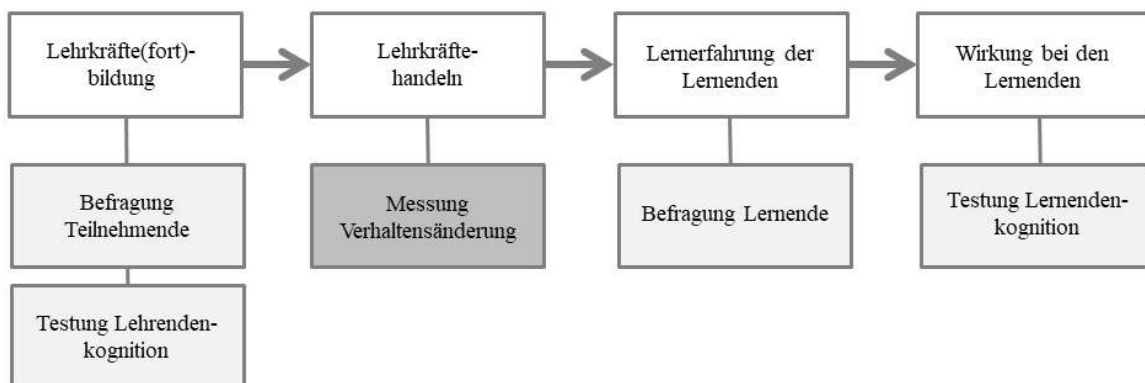 Lehrkräfte(fort)-
bildung
Lehrkräfte-
handeln
Lernerfahrung der
Lernenden
Wirkung bei den
Lernenden
Befragung
Teilnehmende
Messung
Verhaltensänderung
Befragung Lernende
Testung Lernenden-
kognition
Testung Lehrenden-
kognition